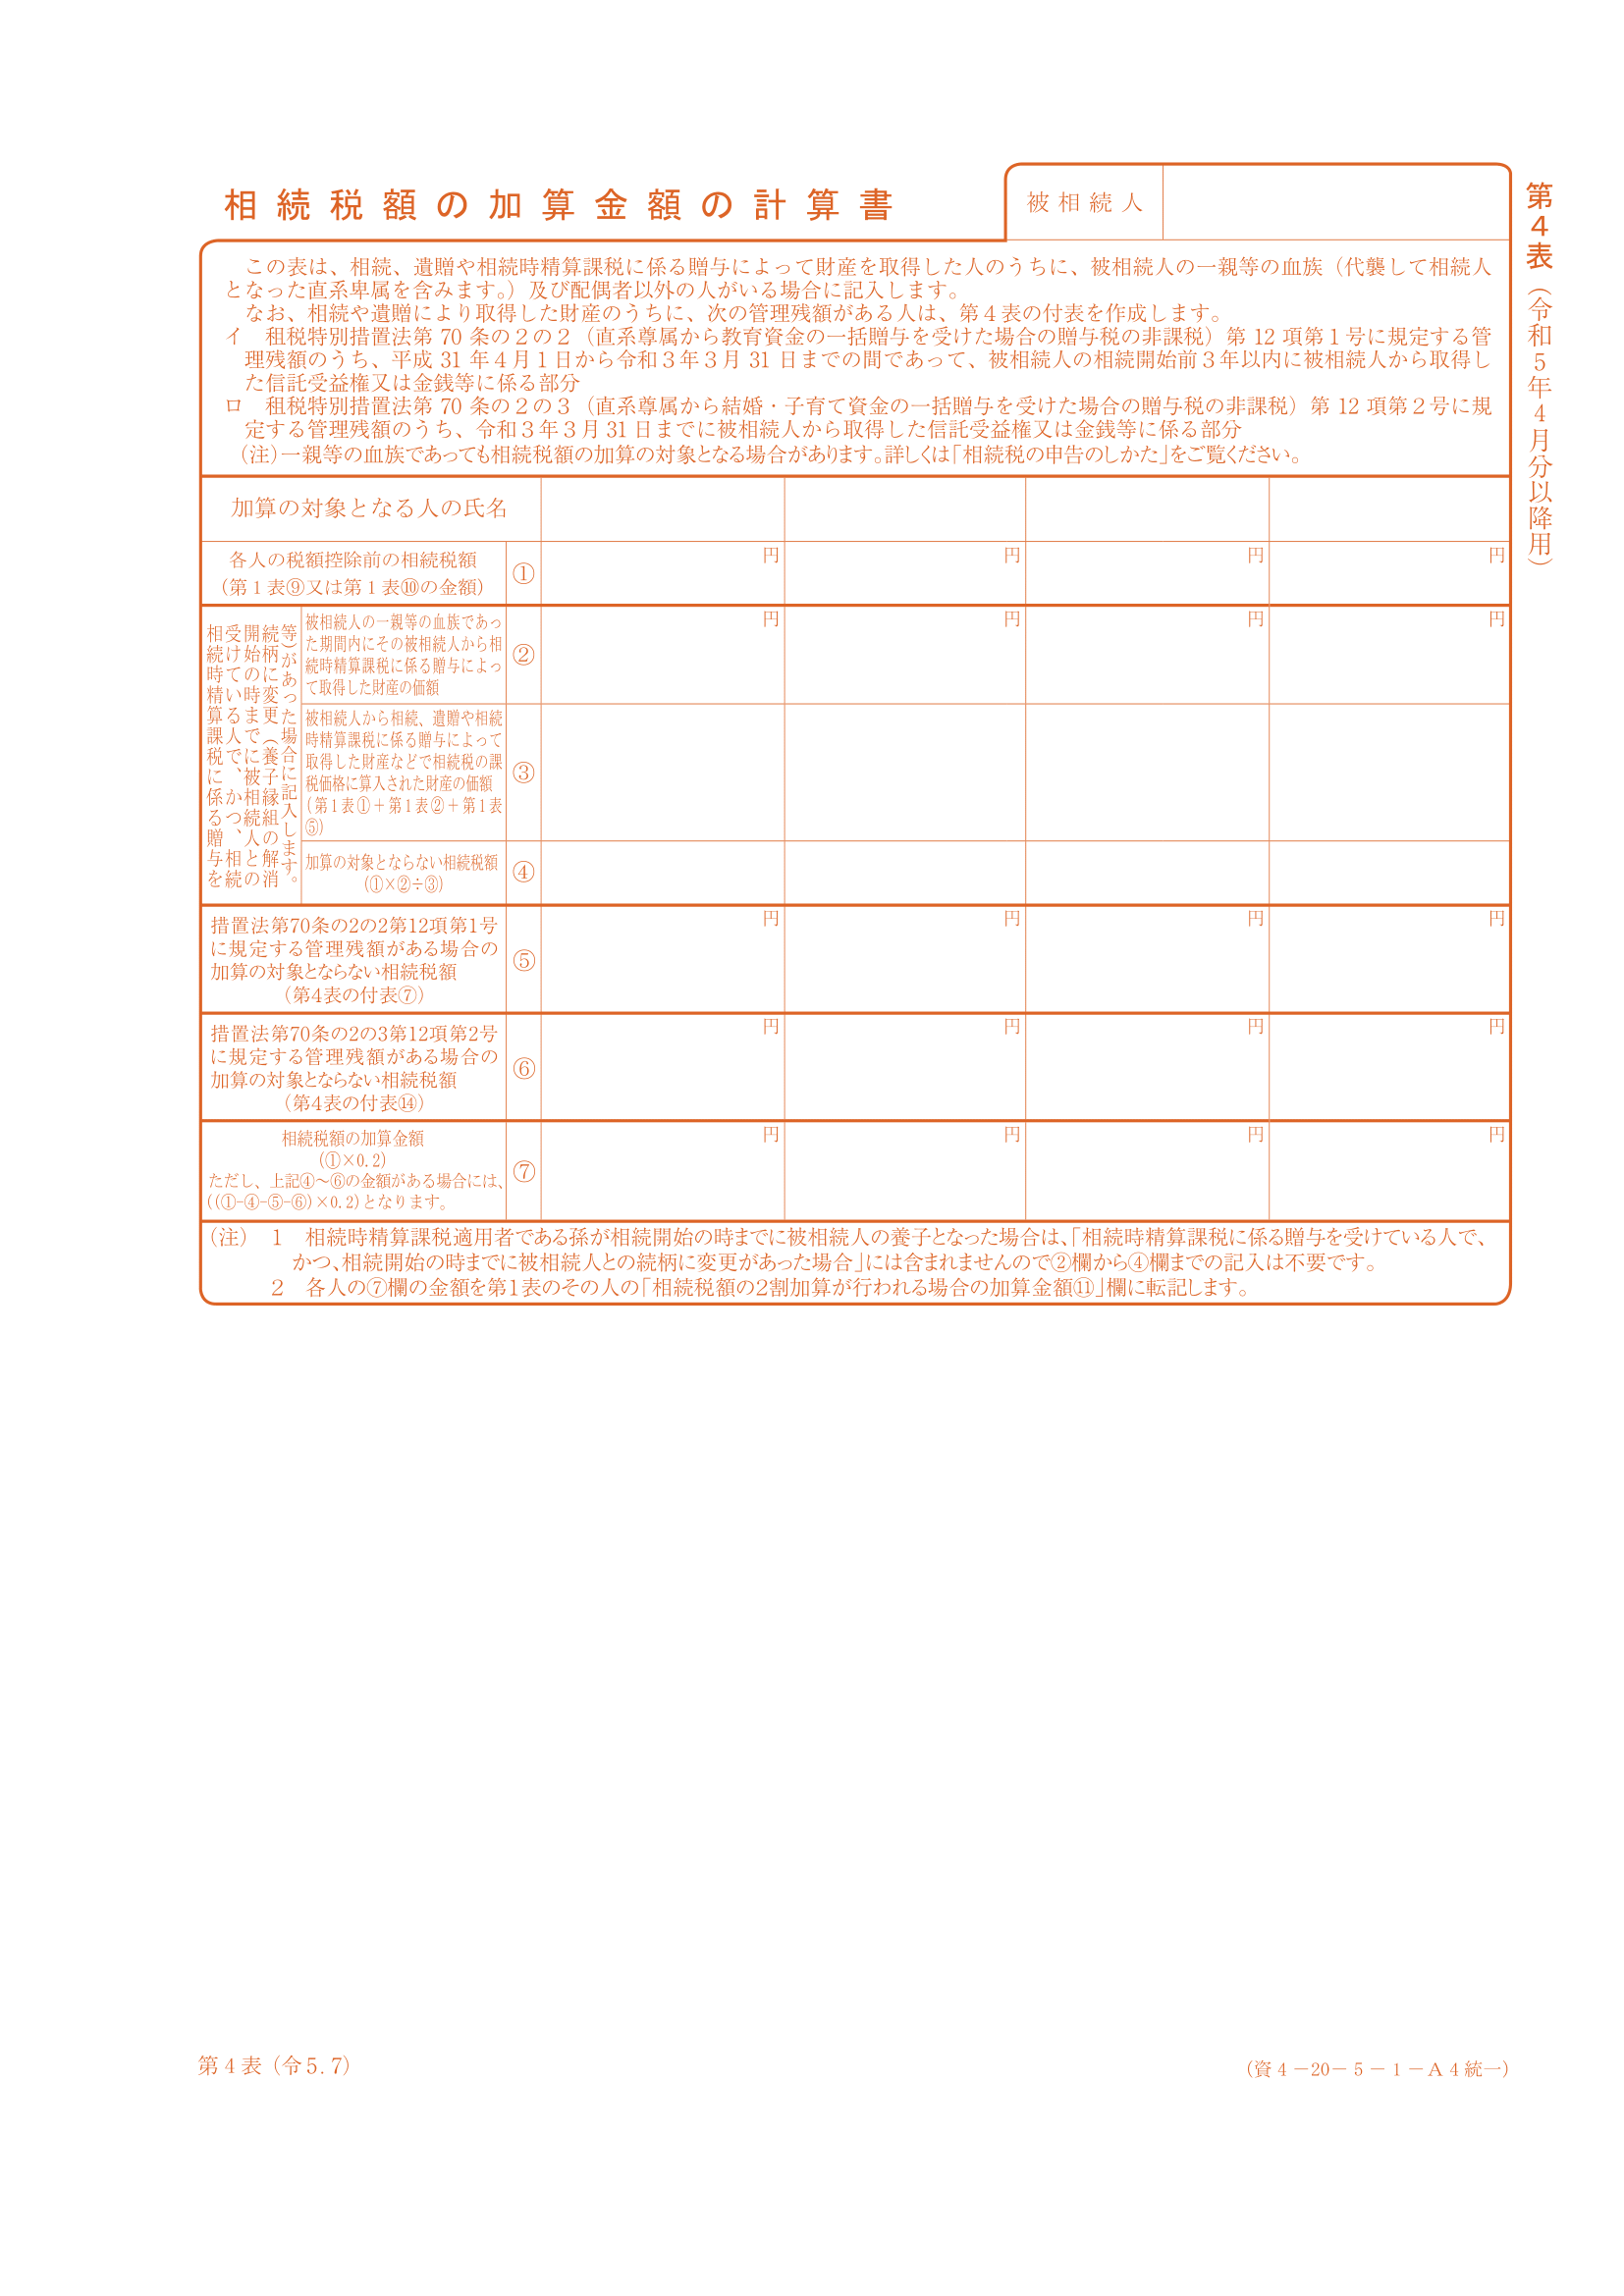 相続税額の加算金額の計算書
被相続人
第4表（令和5年4月分以降用）
この表は、相続、遺贈や相続時精算課税に係る贈与によって財産を取得した人のうちに、被相続人の一親等の血族（代襲して相続人
となった直系卑属を含みます。）及び配偶者以外の人がいる場合に記入します。
なお、相続や遺贈により取得した財産のうちに、次の管理残額がある人は、第４表の付表を作成します。
イ　租税特別措置法第 70 条の２の２（直系尊属から教育資金の一括贈与を受けた場合の贈与税の非課税）第 12 項第１号に規定する管
理残額のうち、平成 31 年４月１日から令和３年３月 31 日までの間であって、被相続人の相続開始前３年以内に被相続人から取得し
た信託受益権又は金銭等に係る部分
ロ　租税特別措置法第 70 条の２の３（直系尊属から結婚・子育て資金の一括贈与を受けた場合の贈与税の非課税）第 12 項第２号に規
定する管理残額のうち、令和３年３月 31 日までに被相続人から取得した信託受益権又は金銭等に係る部分
（注）一親等の血族であっても相続税額の加算の対象となる場合があります。詳しくは「相続税の申告のしかた」をご覧ください。
加算の対象となる人の氏名
各人の税額控除前の相続税額
（第１表⑨又は第１表⑩の金額）
①
円
円
円
円
相続時精算課税に係る贈与を
受けている人で、かつ、相続
開始の時までに被相続人との
続柄に変更（養子縁組の解消
等）があった場合に記入します。
被相続人の一親等の血族であっ
た期間内にその被相続人から相
続時精算課税に係る贈与によっ
て取得した財産の価額
②
円
円
円
円
被相続人から相続、遺贈や相続
時精算課税に係る贈与によって
取得した財産などで相続税の課
税価格に算入された財産の価額
（第１表①＋第１表②＋第１表
⑤）
③
加算の対象とならない相続税額
（①×②÷③）
④
措置法第70条の2の2第12項第1号
に規定する管理残額がある場合の
加算の対象とならない相続税額
（第4表の付表⑦）
⑤
円
円
円
円
措置法第70条の2の3第12項第2号
に規定する管理残額がある場合の
加算の対象とならない相続税額
（第4表の付表⑭）
⑥
円
円
円
円
相続税額の加算金額
（①×0.2）
ただし、上記④～⑥の金額がある場合には、
（（①-④-⑤-⑥）×0.2）となります。
⑦
円
円
円
円
（注）　１　相続時精算課税適用者である孫が相続開始の時までに被相続人の養子となった場合は、「相続時精算課税に係る贈与を受けている人で、
かつ、相続開始の時までに被相続人との続柄に変更があった場合」には含まれませんので②欄から④欄までの記入は不要です。
２　各人の⑦欄の金額を第1表のその人の「相続税額の2割加算が行われる場合の加算金額⑪」欄に転記します。
第４表（令５.７）
（資４－20－５－１－Ａ４統一）